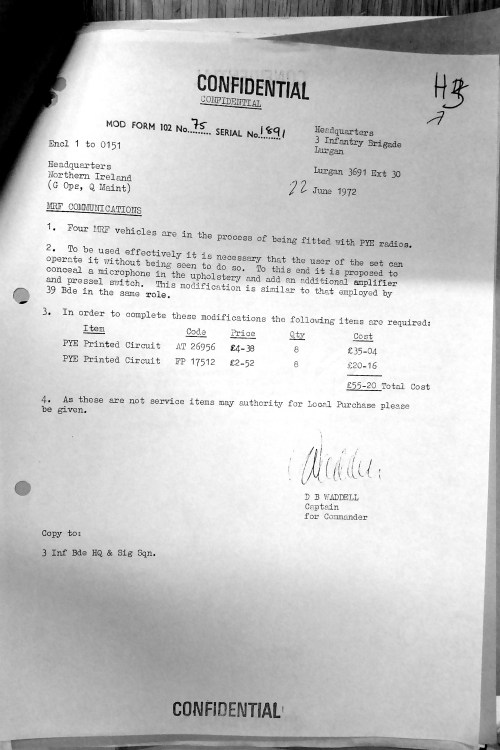 CONFIDENTIAL
CONFIDENTIAL
MOD FORM 102 No. 75 SERIAL No. 1891
Encl 1 to 0151
Headquarters
3 Infantry Brigade
Lurgan
Headquarters
Northern Ireland
(G Ops, Q Maint)
Lurgan 3691 Ext 30
22 June 1972
MRF COMMUNICATIONS
1. Four MRF vehicles are in the process of being fitted with PYE radios.
2. To be used effectively it is necessary that the user of the set can
operate it without being seen to do so. To this end it is proposed to
conceal a microphone in the upholstery and add an additional amplifier
and pressel switch. This modification is similar to that employed by
39 Bde in the same role.
3. In order to complete these modifications the following items are required:
Item Code Price Qty Cost
PYE Printed Circuit AT 26956 £4-38 8 £35-04
PYE Printed Circuit FP 17512 £2-52 8 £20-16
£55-20 Total Cost
4. As these are not service items may authority for Local Purchase please
be given.
D B WADDELL
Captain
for Commander
Copy to:
3 Inf Bde HQ & Sig Sqn.
CONFIDENTIAL